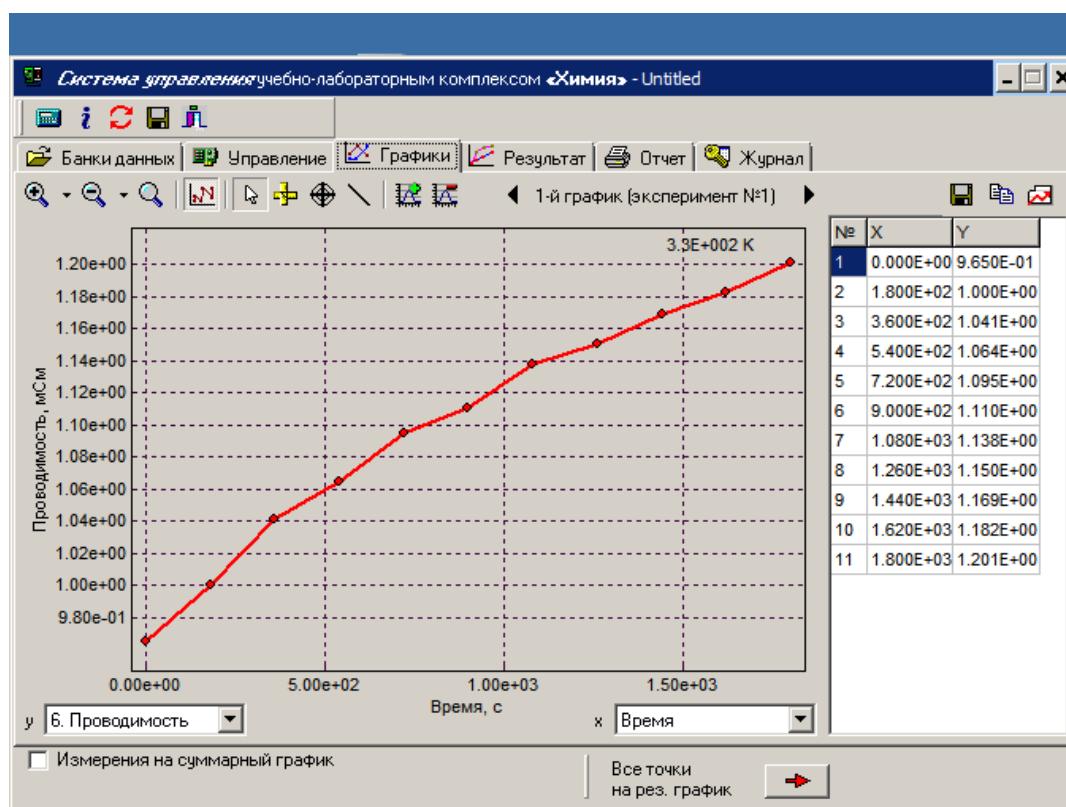 Система управления учебно-лабораторным комплексом «Химия» - Untitled
Банки данных Управление Графики Результат Отчет Журнал
1-й график (эксперимент №1)
3.3E+002 K
Проводимость, мСм
1.20e+00
1.18e+00
1.16e+00
1.14e+00
1.12e+00
1.10e+00
1.08e+00
1.06e+00
1.04e+00
1.02e+00
1.00e+00
9.80e-01
0.00e+00 5.00e+02 1.00e+03 1.50e+03
Время, с
№ X Y
1 0.000E+00 9.650E-01
2 1.800E+02 1.000E+00
3 3.600E+02 1.041E+00
4 5.400E+02 1.064E+00
5 7.200E+02 1.095E+00
6 9.000E+02 1.110E+00
7 1.080E+03 1.138E+00
8 1.260E+03 1.150E+00
9 1.440E+03 1.169E+00
10 1.620E+03 1.182E+00
11 1.800E+03 1.201E+00
y 6. Проводимость x Время
Измерения на суммарный график
Все точки
на рез. график